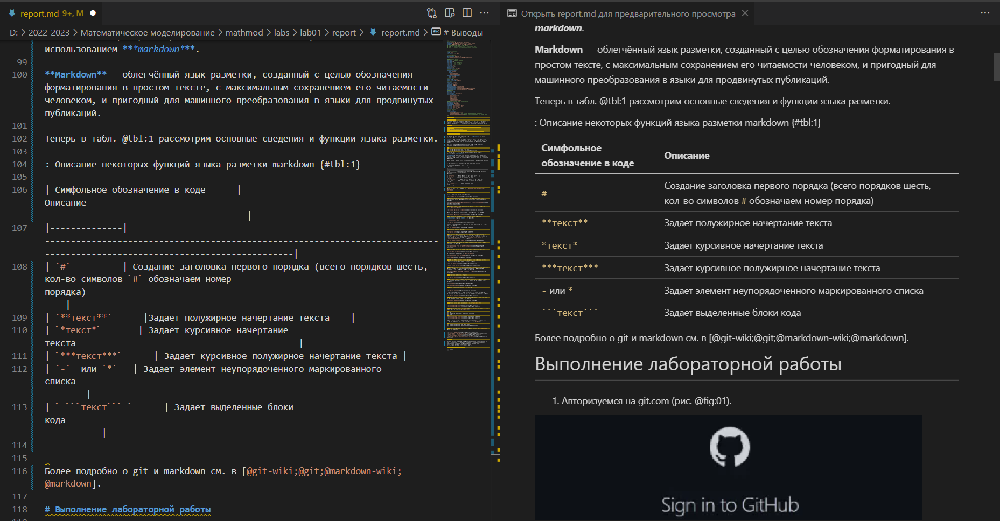 report.md 9+, M
D: > 2022-2023 > Математическое моделирование > mathmod > labs > lab01 > report > report.md > # Выводы
использованием ***markdown***.
99
100 **Markdown** — облегчённый язык разметки, созданный с целью обозначения
форматирования в простом тексте, с максимальным сохранением его читаемости
человеком, и пригодный для машинного преобразования в языки для продвинутых
публикаций.
101
102 Теперь в табл. @tbl:1 рассмотрим основные сведения и функции языка разметки.
103
104 : Описание некоторых функций языка разметки markdown {#tbl:1}
105
106 | Симфольное обозначение в коде |
Описание
|
107 |--------------|
----------------------------------------------------------------------------
------------------------------------------------|
108 | `#` | Создание заголовка первого порядка (всего порядков шесть,
кол-во символов `#` обозначаем номер
порядка)
|
109 | `**текст**` |Задает полужирное начертание текста |
110 | `*текст*` | Задает курсивное начертание
текста |
111 | `***текст***` | Задает курсивное полужирное начертание текста |
112 | `-` или `*` | Задает элемент неупорядоченного маркированного
списка
|
113 | ` ```текст``` ` | Задает выделенные блоки
кода
|
114
115
116 Более подробно о git и markdown см. в [@git-wiki;@git;@markdown-wiki;
@markdown].
117
118 # Выполнение лабораторной работы
Открыть report.md для предварительного просмотра
markdown.
Markdown — облегчённый язык разметки, созданный с целью обозначения форматирования в
простом тексте, с максимальным сохранением его читаемости человеком, и пригодный для
машинного преобразования в языки для продвинутых публикаций.
Теперь в табл. @tbl:1 рассмотрим основные сведения и функции языка разметки.
: Описание некоторых функций языка разметки markdown {#tbl:1}
Симфольное
обозначение в коде
Описание
#
Создание заголовка первого порядка (всего порядков шесть,
кол-во символов # обозначаем номер порядка)
**текст** Задает полужирное начертание текста
*текст* Задает курсивное начертание текста
***текст*** Задает курсивное полужирное начертание текста
- или * Задает элемент неупорядоченного маркированного списка
```текст``` Задает выделенные блоки кода
Более подробно о git и markdown см. в [@git-wiki;@git;@markdown-wiki;@markdown].
Выполнение лабораторной работы
1. Авторизуемся на git.com (рис. @fig:01).
Sign in to GitHub